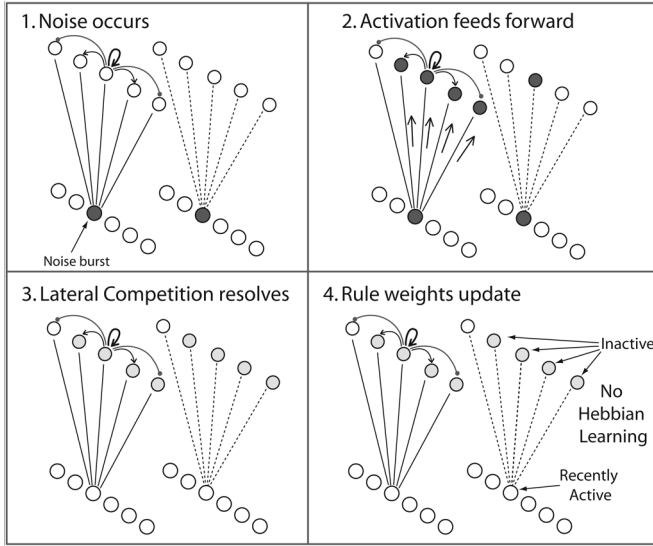 1. Noise occurs
Noise burst
2. Activation feeds forward
3. Lateral Competition resolves
4. Rule weights update
Inactive
No
Hebbian
Learning
Recently
Active